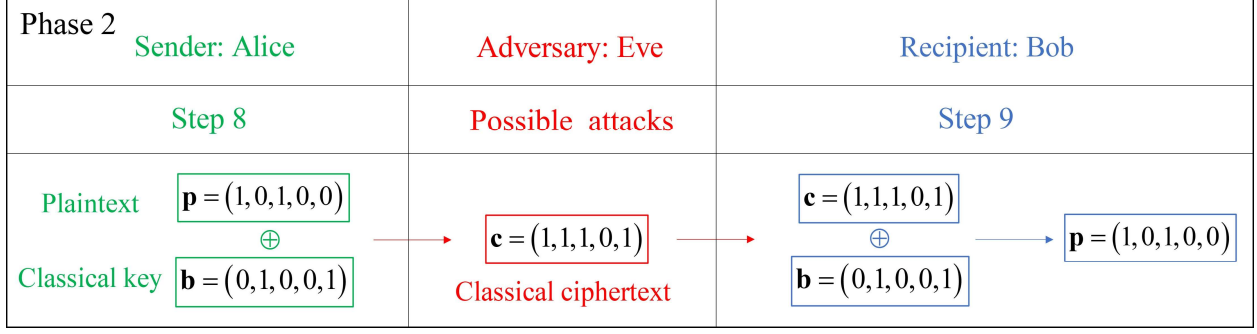 Phase 2
Sender: Alice
Adversary: Eve
Recipient: Bob
Step 8
Possible attacks
Step 9
Plaintext
p = (1,0,1,0,0)
⊕
Classical key
b = (0,1,0,0,1)
c = (1,1,1,0,1)
Classical ciphertext
c = (1,1,1,0,1)
⊕
b = (0,1,0,0,1)
p = (1,0,1,0,0)